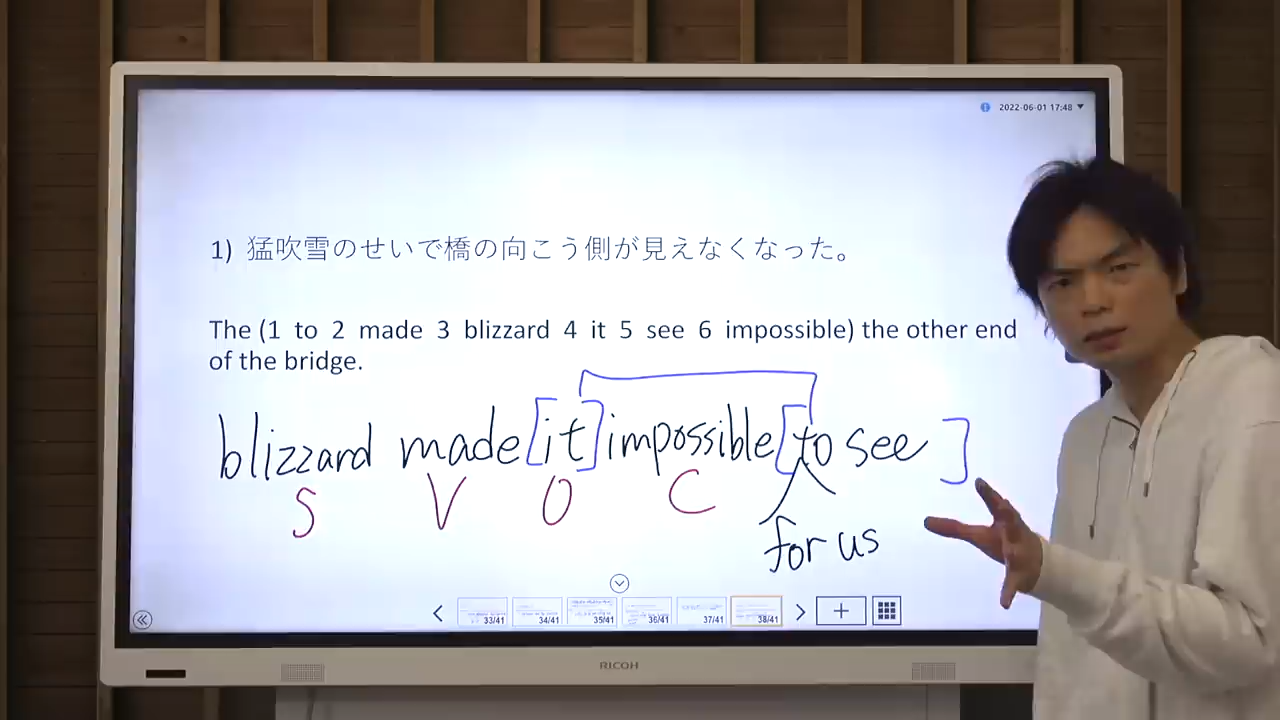 2022-06-01 17:48
1) 猛吹雪のせいで橋の向こう側が見えなくなった。
The (1 to 2 made 3 blizzard 4 it 5 see 6 impossible) the other end
of the bridge.
blizzard made [it] impossible [to see ]
S V O C
for us
33/41 34/41 35/41 36/41 37/41 38/41
RICOH